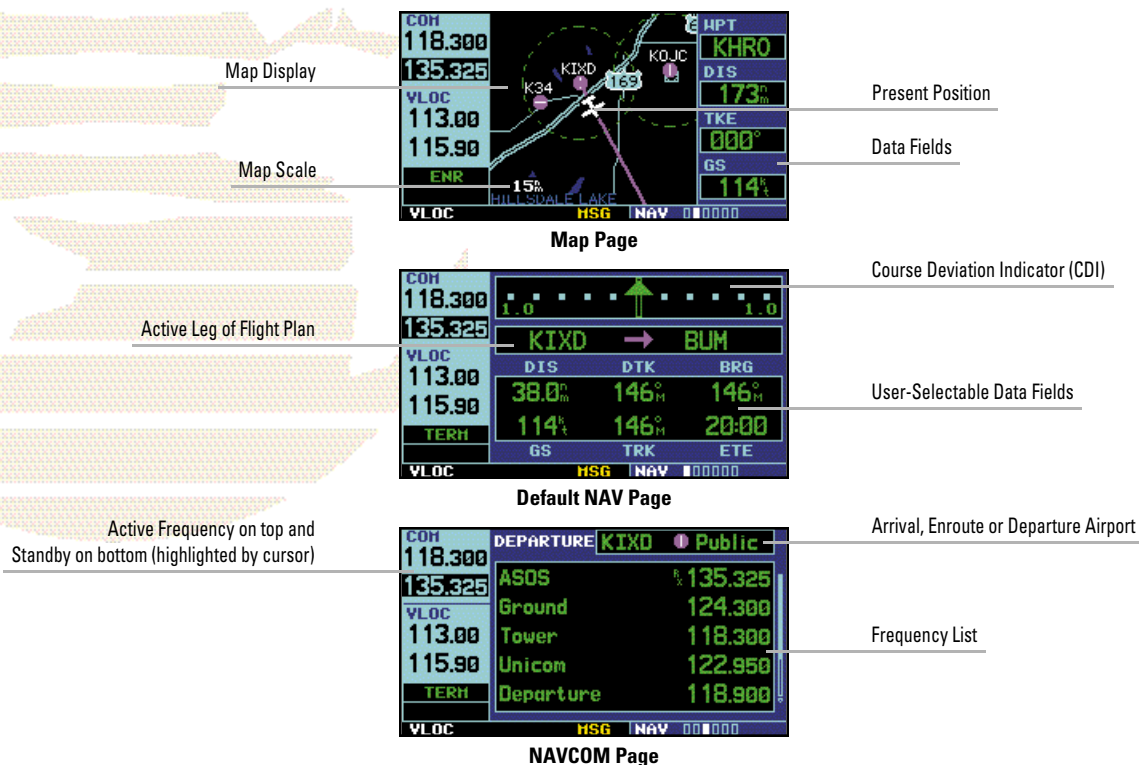 Map Display
Map Scale
COM
118.300
135.325
VLOC
113.00
115.90
ENR
VLOC
MSG
NAV
K34
KIXD
169
KOJC
15nm
HILLSDALE LAKE
WPT
KHRO
DIS
173nm
TKE
000°
GS
114kt
Present Position
Data Fields
Map Page
Active Leg of Flight Plan
COM
118.300
135.325
VLOC
113.00
115.90
TERM
1.0 1.0
KIXD → BUM
DIS DTK BRG
38.0nm 146°M 146°M
114kt 146°M 20:00
GS TRK ETE
VLOC MSG NAV
Course Deviation Indicator (CDI)
User-Selectable Data Fields
Default NAV Page
Active Frequency on top and
Standby on bottom (highlighted by cursor)
COM
118.300
135.325
VLOC
113.00
115.90
TERM
DEPARTURE KIXD Public
ASOS Rx 135.325
Ground 124.300
Tower 118.300
Unicom 122.950
Departure 118.900
VLOC MSG NAV
Arrival, Enroute or Departure Airport
Frequency List
NAVCOM Page